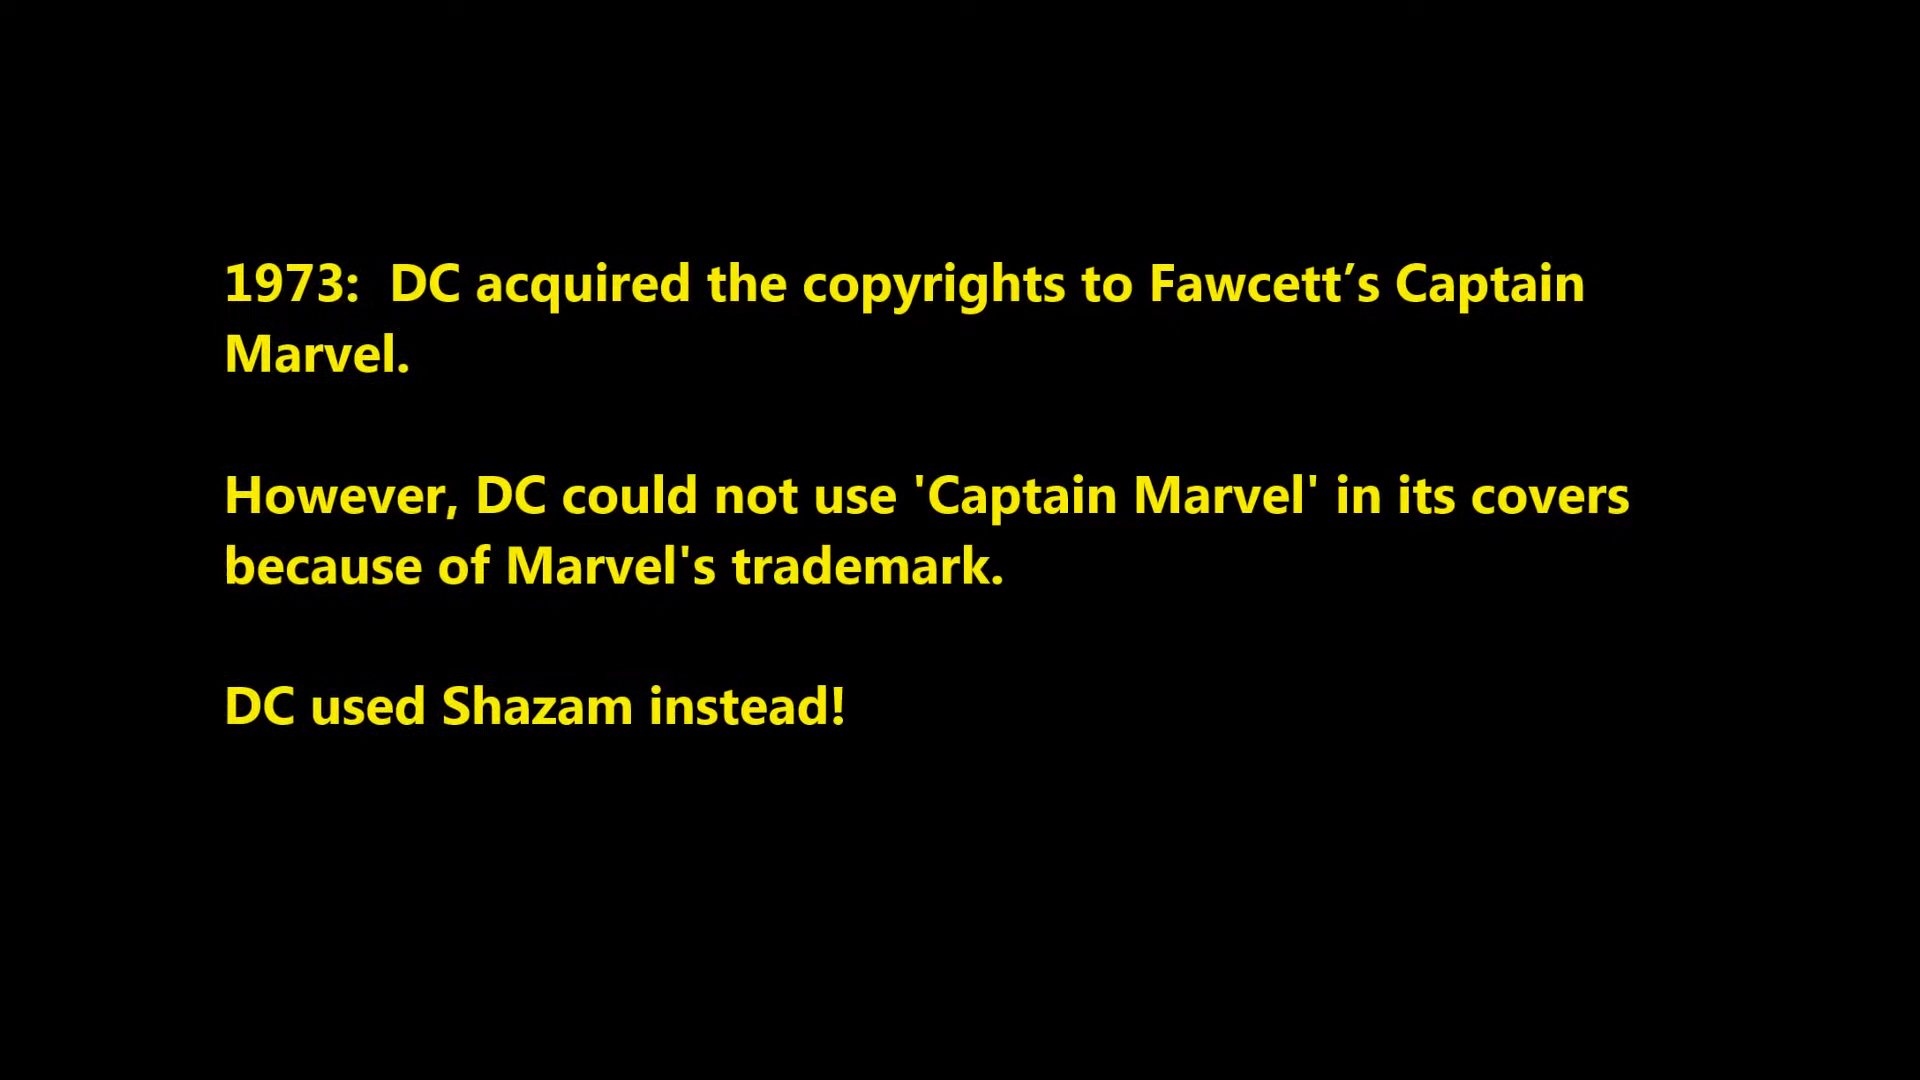 1973:  DC acquired the copyrights to Fawcett’s Captain
Marvel.
However, DC could not use 'Captain Marvel' in its covers
because of Marvel's trademark.
DC used Shazam instead!